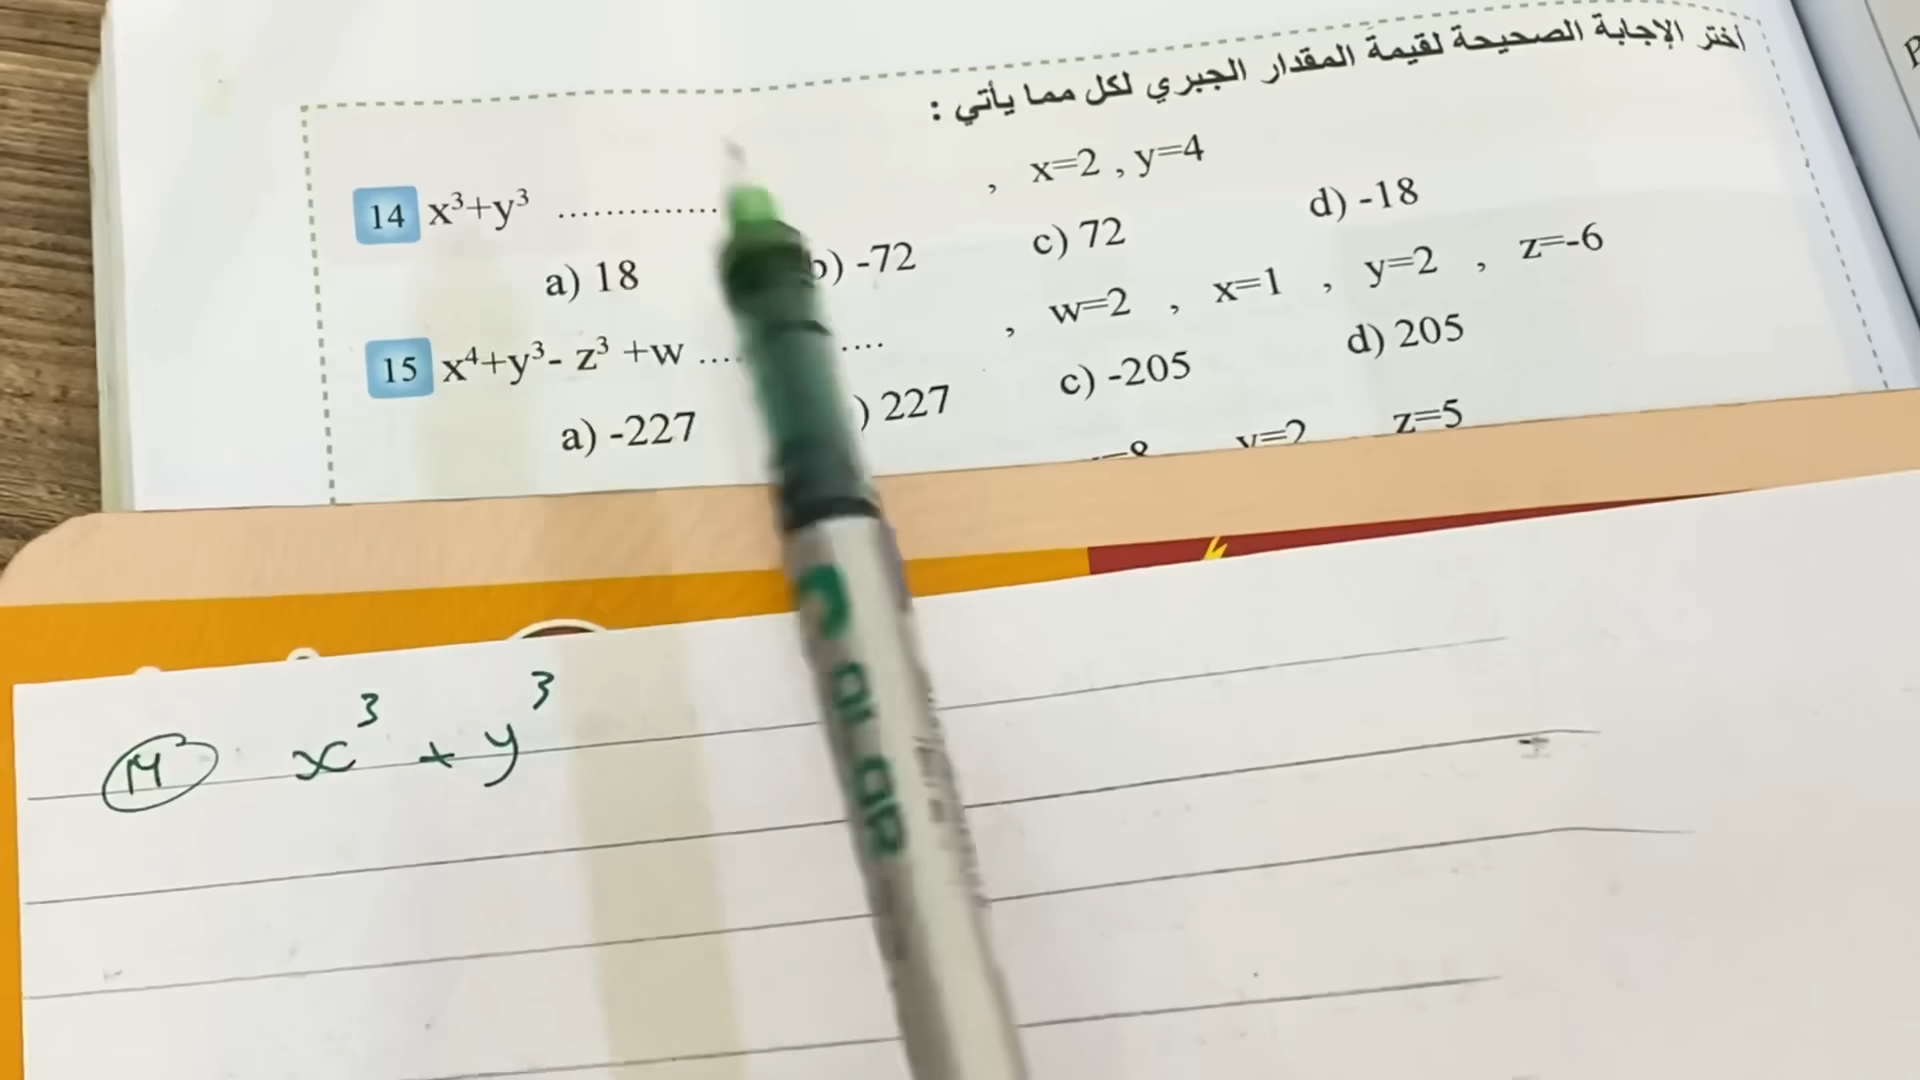 أختر الإجابة الصحيحة لقيمة المقدار الجبري لكل مما يأتي :
14 x³+y³ .............. , x=2 , y=4
a) 18 b) -72 c) 72 d) -18
15 x⁴+y³- z³ +w ....... , w=2 , x=1 , y=2 , z=-6
a) -227 ) 227 c) -205 d) 205
y=2 z=5
14 x³ + y³